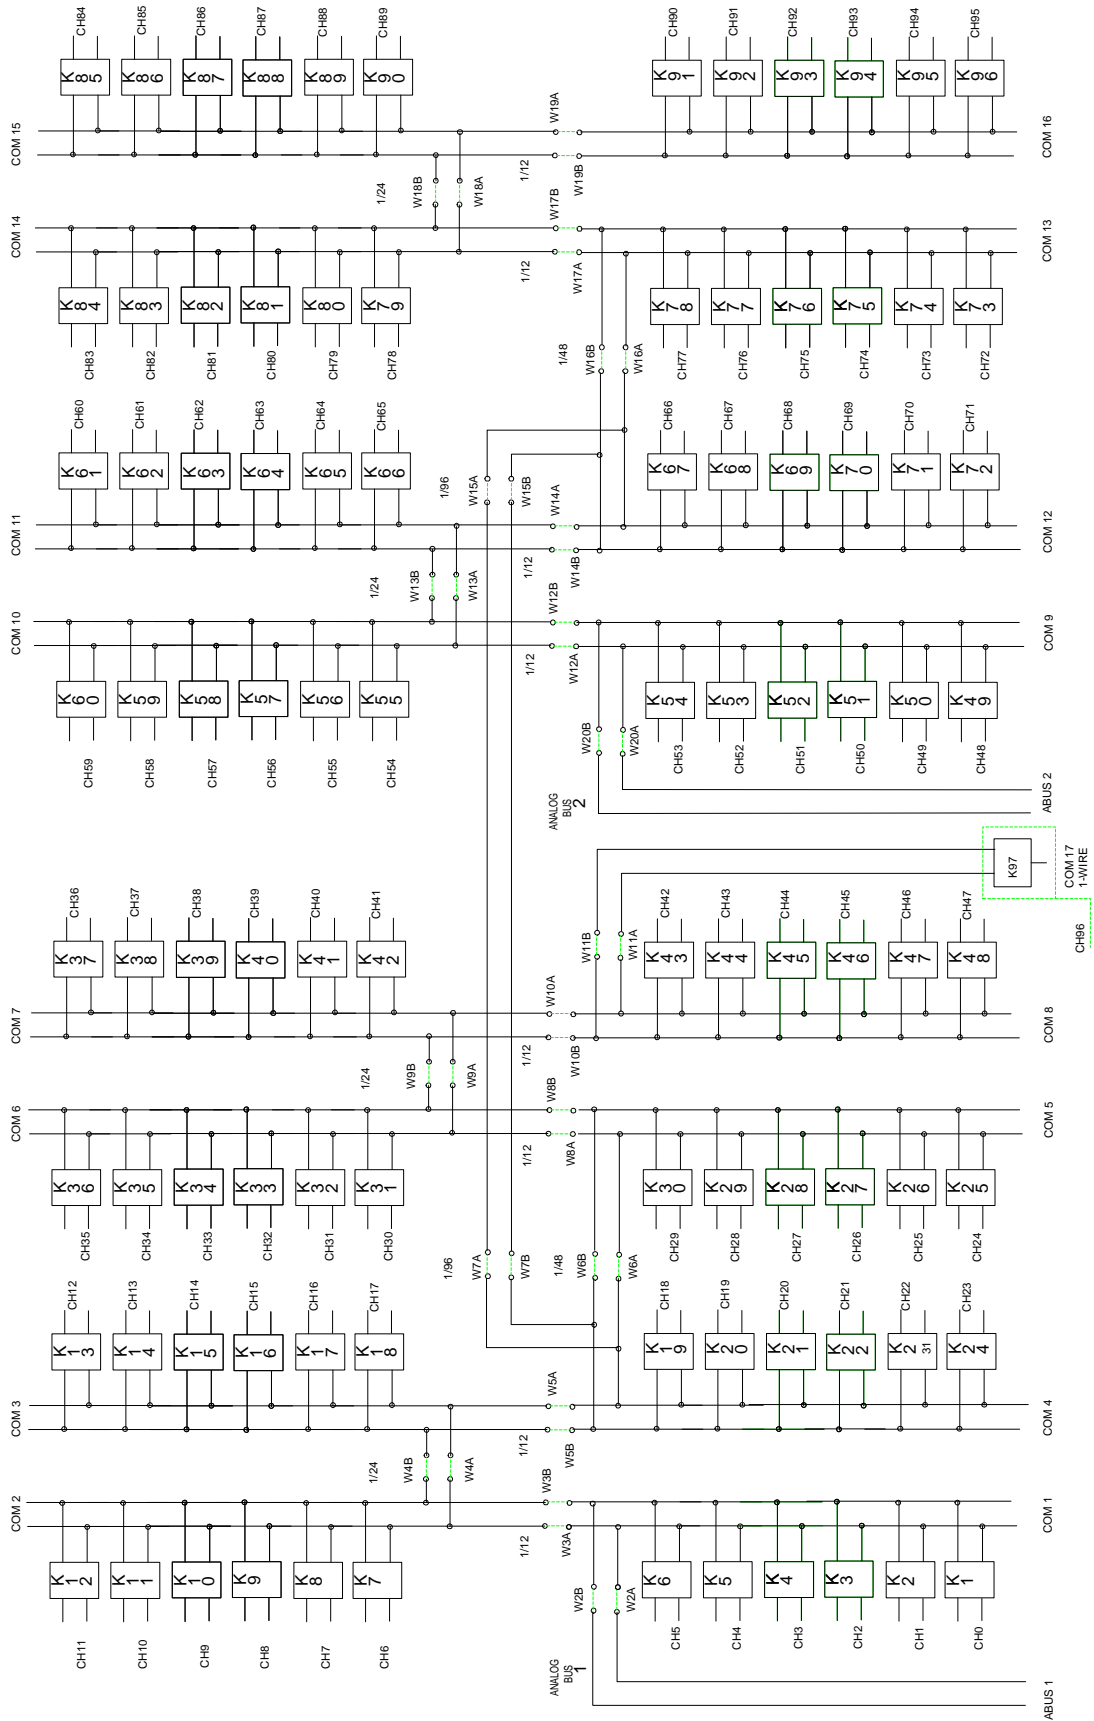 CH84
CH85
CH86
CH87
CH88
CH89
K85
K86
K87
K88
K89
K90
COM 15
W19A
1/12
W19B
CH90
CH91
CH92
CH93
CH94
CH95
K91
K92
K93
K94
K95
K96
COM 16
1/24
W18B
W18A
COM 14
W17B
1/12
W17A
K84
K83
K82
K81
K80
K79
CH83
CH82
CH81
CH80
CH79
CH78
COM 13
K78
K77
K76
K75
K74
K73
CH77
CH76
CH75
CH74
CH73
CH72
1/48
W16B
W16A
CH60
CH61
CH62
CH63
CH64
CH65
K61
K62
K63
K64
K65
K66
COM 11
1/96
W15A
W15B
W14A
1/12
W14B
CH66
CH67
CH68
CH69
CH70
CH71
K67
K68
K69
K70
K71
K72
COM 12
1/24
W13B
W13A
COM 10
W12B
1/12
W12A
K60
K59
K58
K57
K56
K55
CH59
CH58
CH57
CH56
CH55
CH54
COM 9
K54
K53
K52
K51
K50
K49
CH53
CH52
CH51
CH50
CH49
CH48
W20B
W20A
ANALOG
BUS
2
ABUS 2
K97
COM 17
1-WIRE
CH96
CH36
CH37
CH38
CH39
CH40
CH41
K37
K38
K39
K40
K41
K42
COM 7
W11B
W11A
W10A
1/12
W10B
CH42
CH43
CH44
CH45
CH46
CH47
K43
K44
K45
K46
K47
K48
COM 8
1/24
W9B
W9A
COM 6
W8B
1/12
W8A
K36
K35
K34
K33
K32
K31
CH35
CH34
CH33
CH32
CH31
CH30
COM 5
K30
K29
K28
K27
K26
K25
CH29
CH28
CH27
CH26
CH25
CH24
1/96
W7A
W7B
1/48
W6B
W6A
CH12
CH13
CH14
CH15
CH16
CH17
K13
K14
K15
K16
K17
K18
COM 3
W5A
1/12
W5B
CH18
CH19
CH20
CH21
CH22
CH23
K19
K20
K21
K22
K2 31
K24
COM 4
1/24
W4B
W4A
COM 2
W3B
1/12
W3A
K12
K11
K10
K9
K8
K7
CH11
CH10
CH9
CH8
CH7
CH6
COM 1
K6
K5
K4
K3
K2
K1
CH5
CH4
CH3
CH2
CH1
CH0
W2B
W2A
ANALOG
BUS
1
ABUS 1